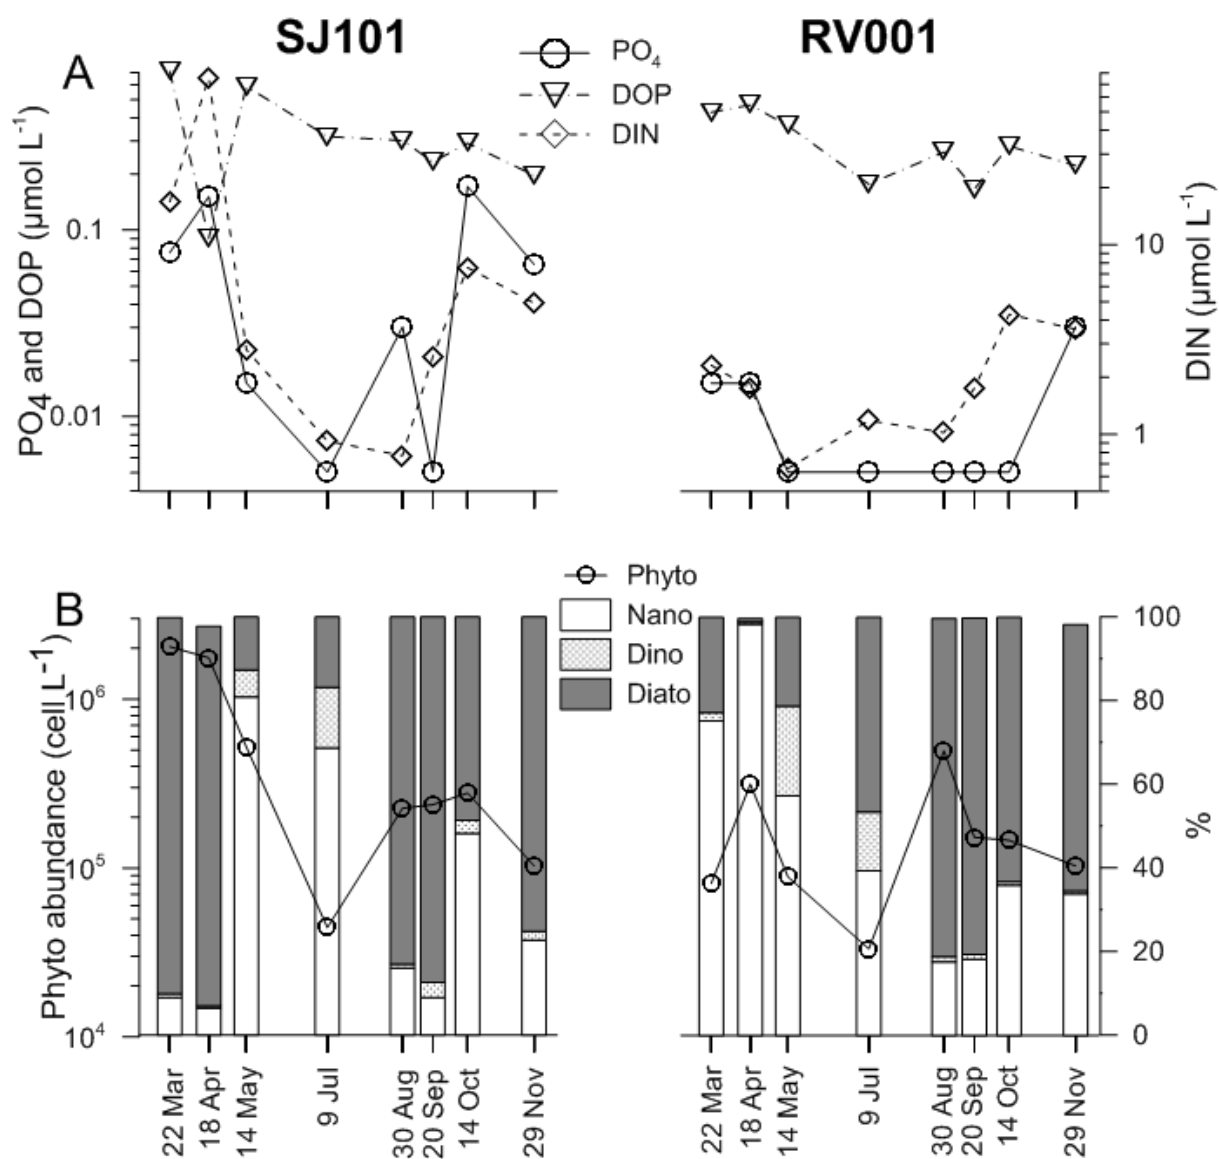 SJ101
RV001
A
PO4
DOP
DIN
PO4 and DOP (µmol L-1)
0.1
0.01
10
1
DIN (µmol L-1)
B
Phyto
Nano
Dino
Diato
Phyto abundance (cell L-1)
10^6
10^5
10^4
100
80
60
40
20
0
%
22 Mar
18 Apr
14 May
9 Jul
30 Aug
20 Sep
14 Oct
29 Nov
22 Mar
18 Apr
14 May
9 Jul
30 Aug
20 Sep
14 Oct
29 Nov